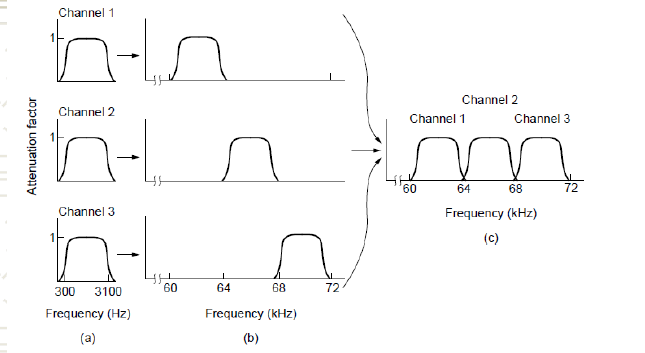 Channel 1
1
Channel 2
1
Attenuation factor
Channel 3
1
300 3100
Frequency (Hz)
(a)
60 64 68 72
Frequency (kHz)
(b)
Channel 2
Channel 1 Channel 3
60 64 68 72
Frequency (kHz)
(c)